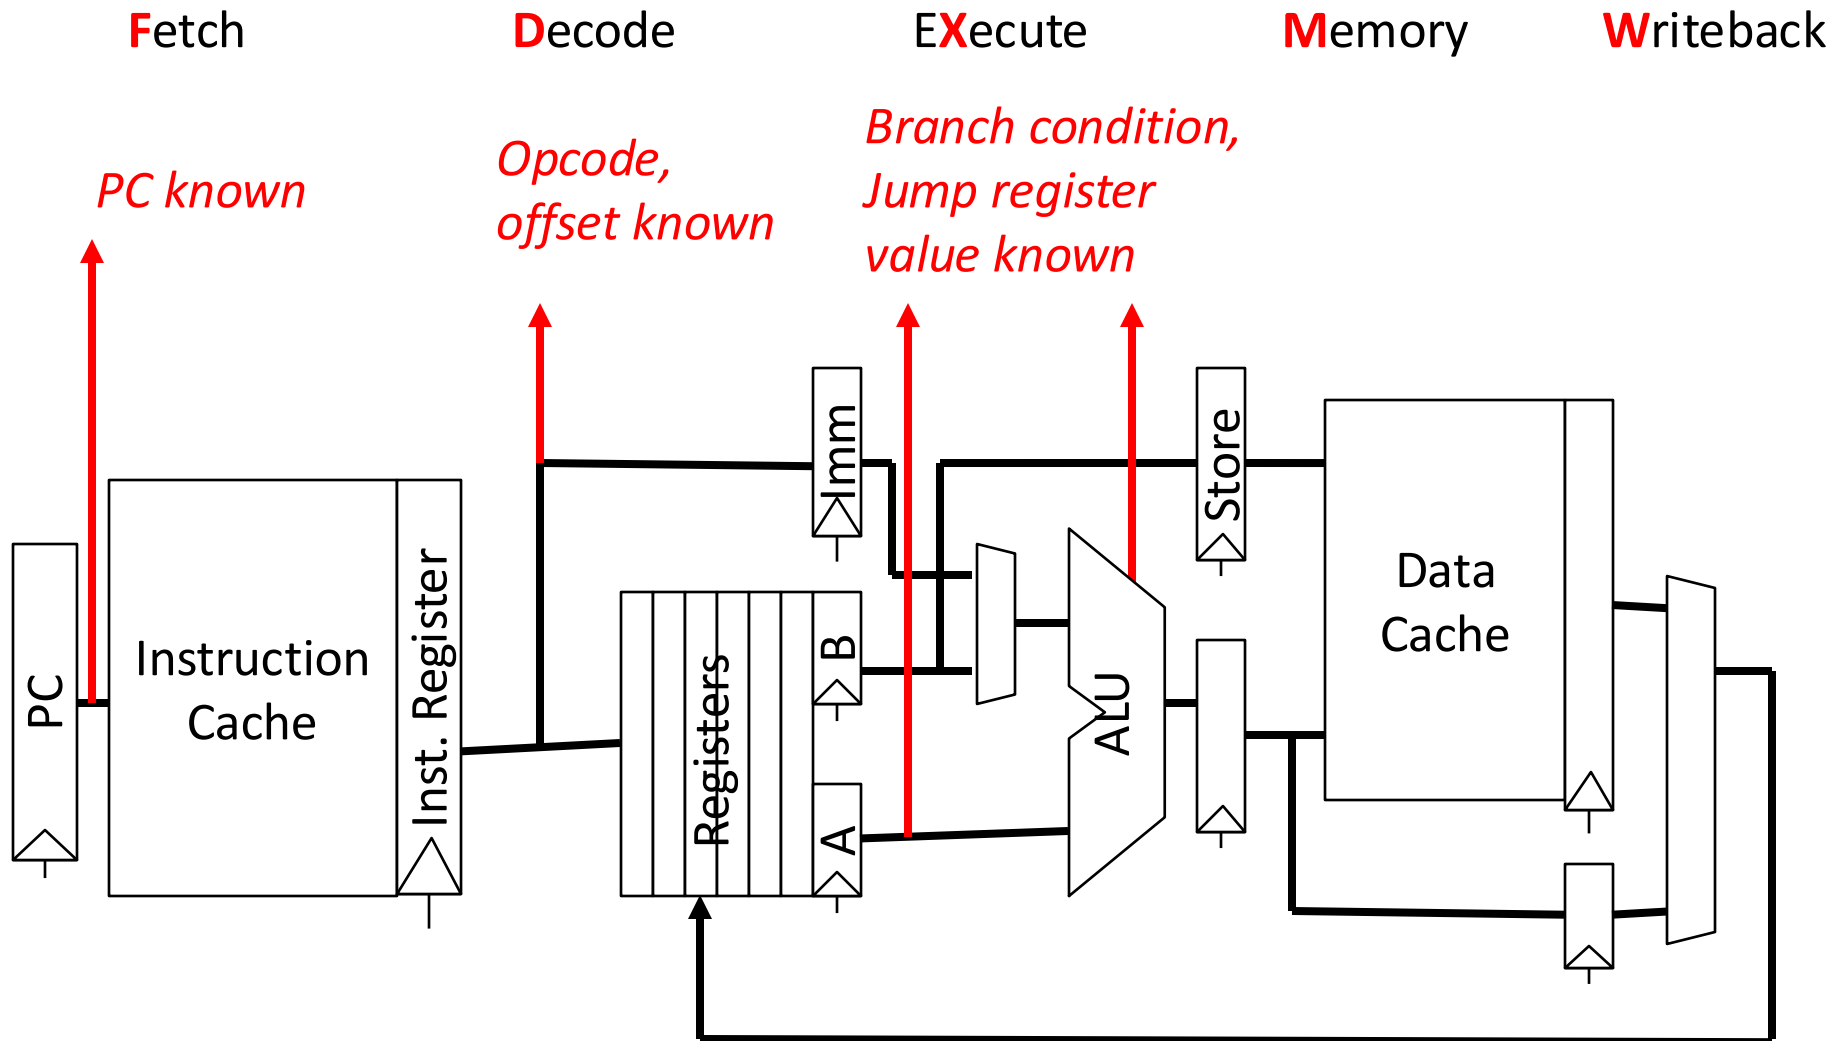 Fetch
Decode
EXecute
Memory
Writeback
PC known
Opcode,
offset known
Branch condition,
Jump register
value known
PC
Instruction
Cache
Inst. Register
Registers
Imm
B
A
ALU
Store
Data
Cache